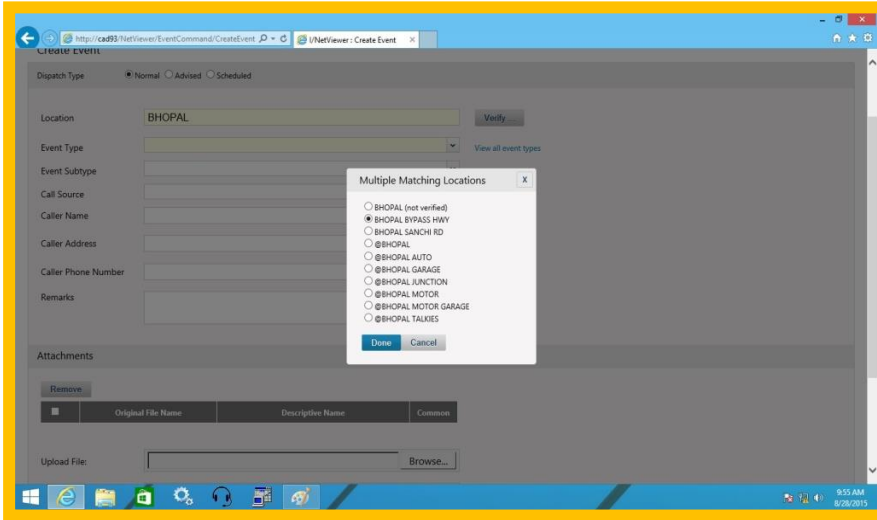 http://cad93/NetViewer/EventCommand/CreateEvent
I/NetViewer : Create Event
Create Event
Dispatch Type Normal Advised Scheduled
Location BHOPAL Verify ...
Event Type View all event types
Event Subtype
Call Source
Caller Name
Caller Address
Caller Phone Number
Remarks
Multiple Matching Locations X
BHOPAL (not verified)
BHOPAL BYPASS HWY
BHOPAL SANCHI RD
@BHOPAL
@BHOPAL AUTO
@BHOPAL GARAGE
@BHOPAL JUNCTION
@BHOPAL MOTOR
@BHOPAL MOTOR GARAGE
@BHOPAL TALKIES
Done Cancel
Attachments
Remove
Original File Name Descriptive Name Common
Upload File: Browse...
9:55 AM
8/28/2015